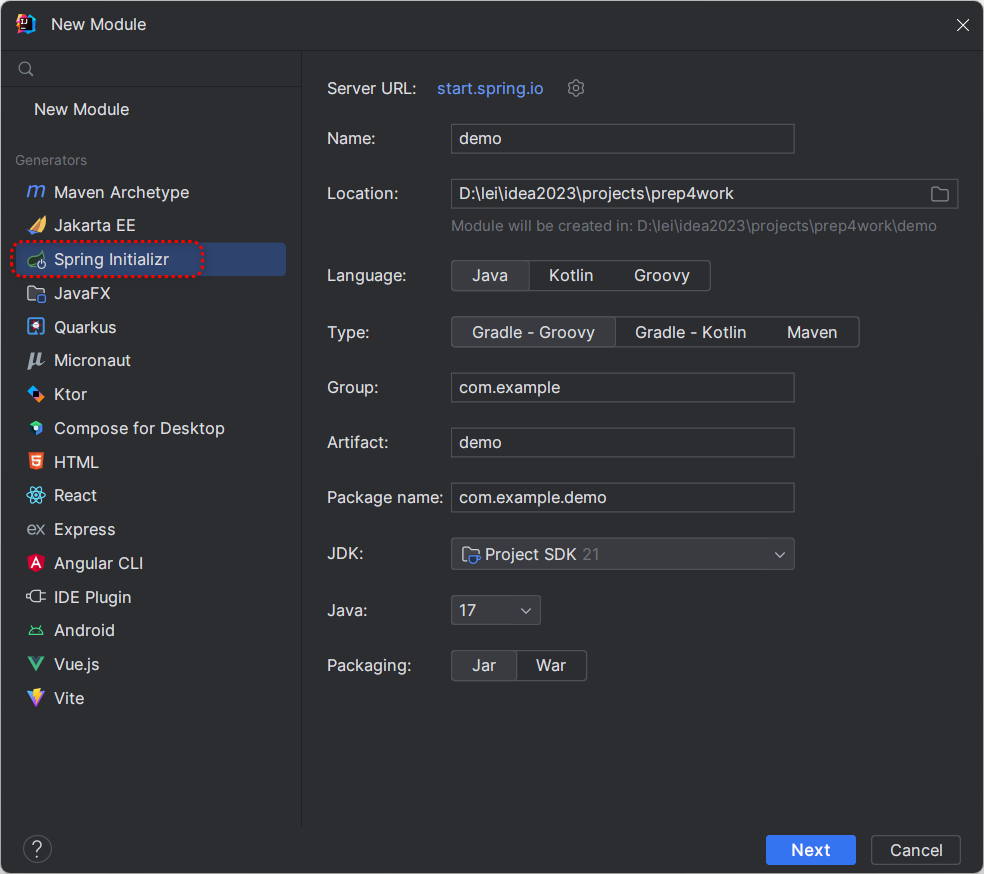 New Module
New Module
Generators
Maven Archetype
Jakarta EE
Spring Initializr
JavaFX
Quarkus
Micronaut
Ktor
Compose for Desktop
HTML
React
ex Express
Angular CLI
IDE Plugin
Android
Vue.js
Vite
Server URL: start.spring.io
Name: demo
Location: D:\lei\idea2023\projects\prep4work
Module will be created in: D:\lei\idea2023\projects\prep4work\demo
Language: Java Kotlin Groovy
Type: Gradle - Groovy Gradle - Kotlin Maven
Group: com.example
Artifact: demo
Package name: com.example.demo
JDK: Project SDK 21
Java: 17
Packaging: Jar War
? Next Cancel